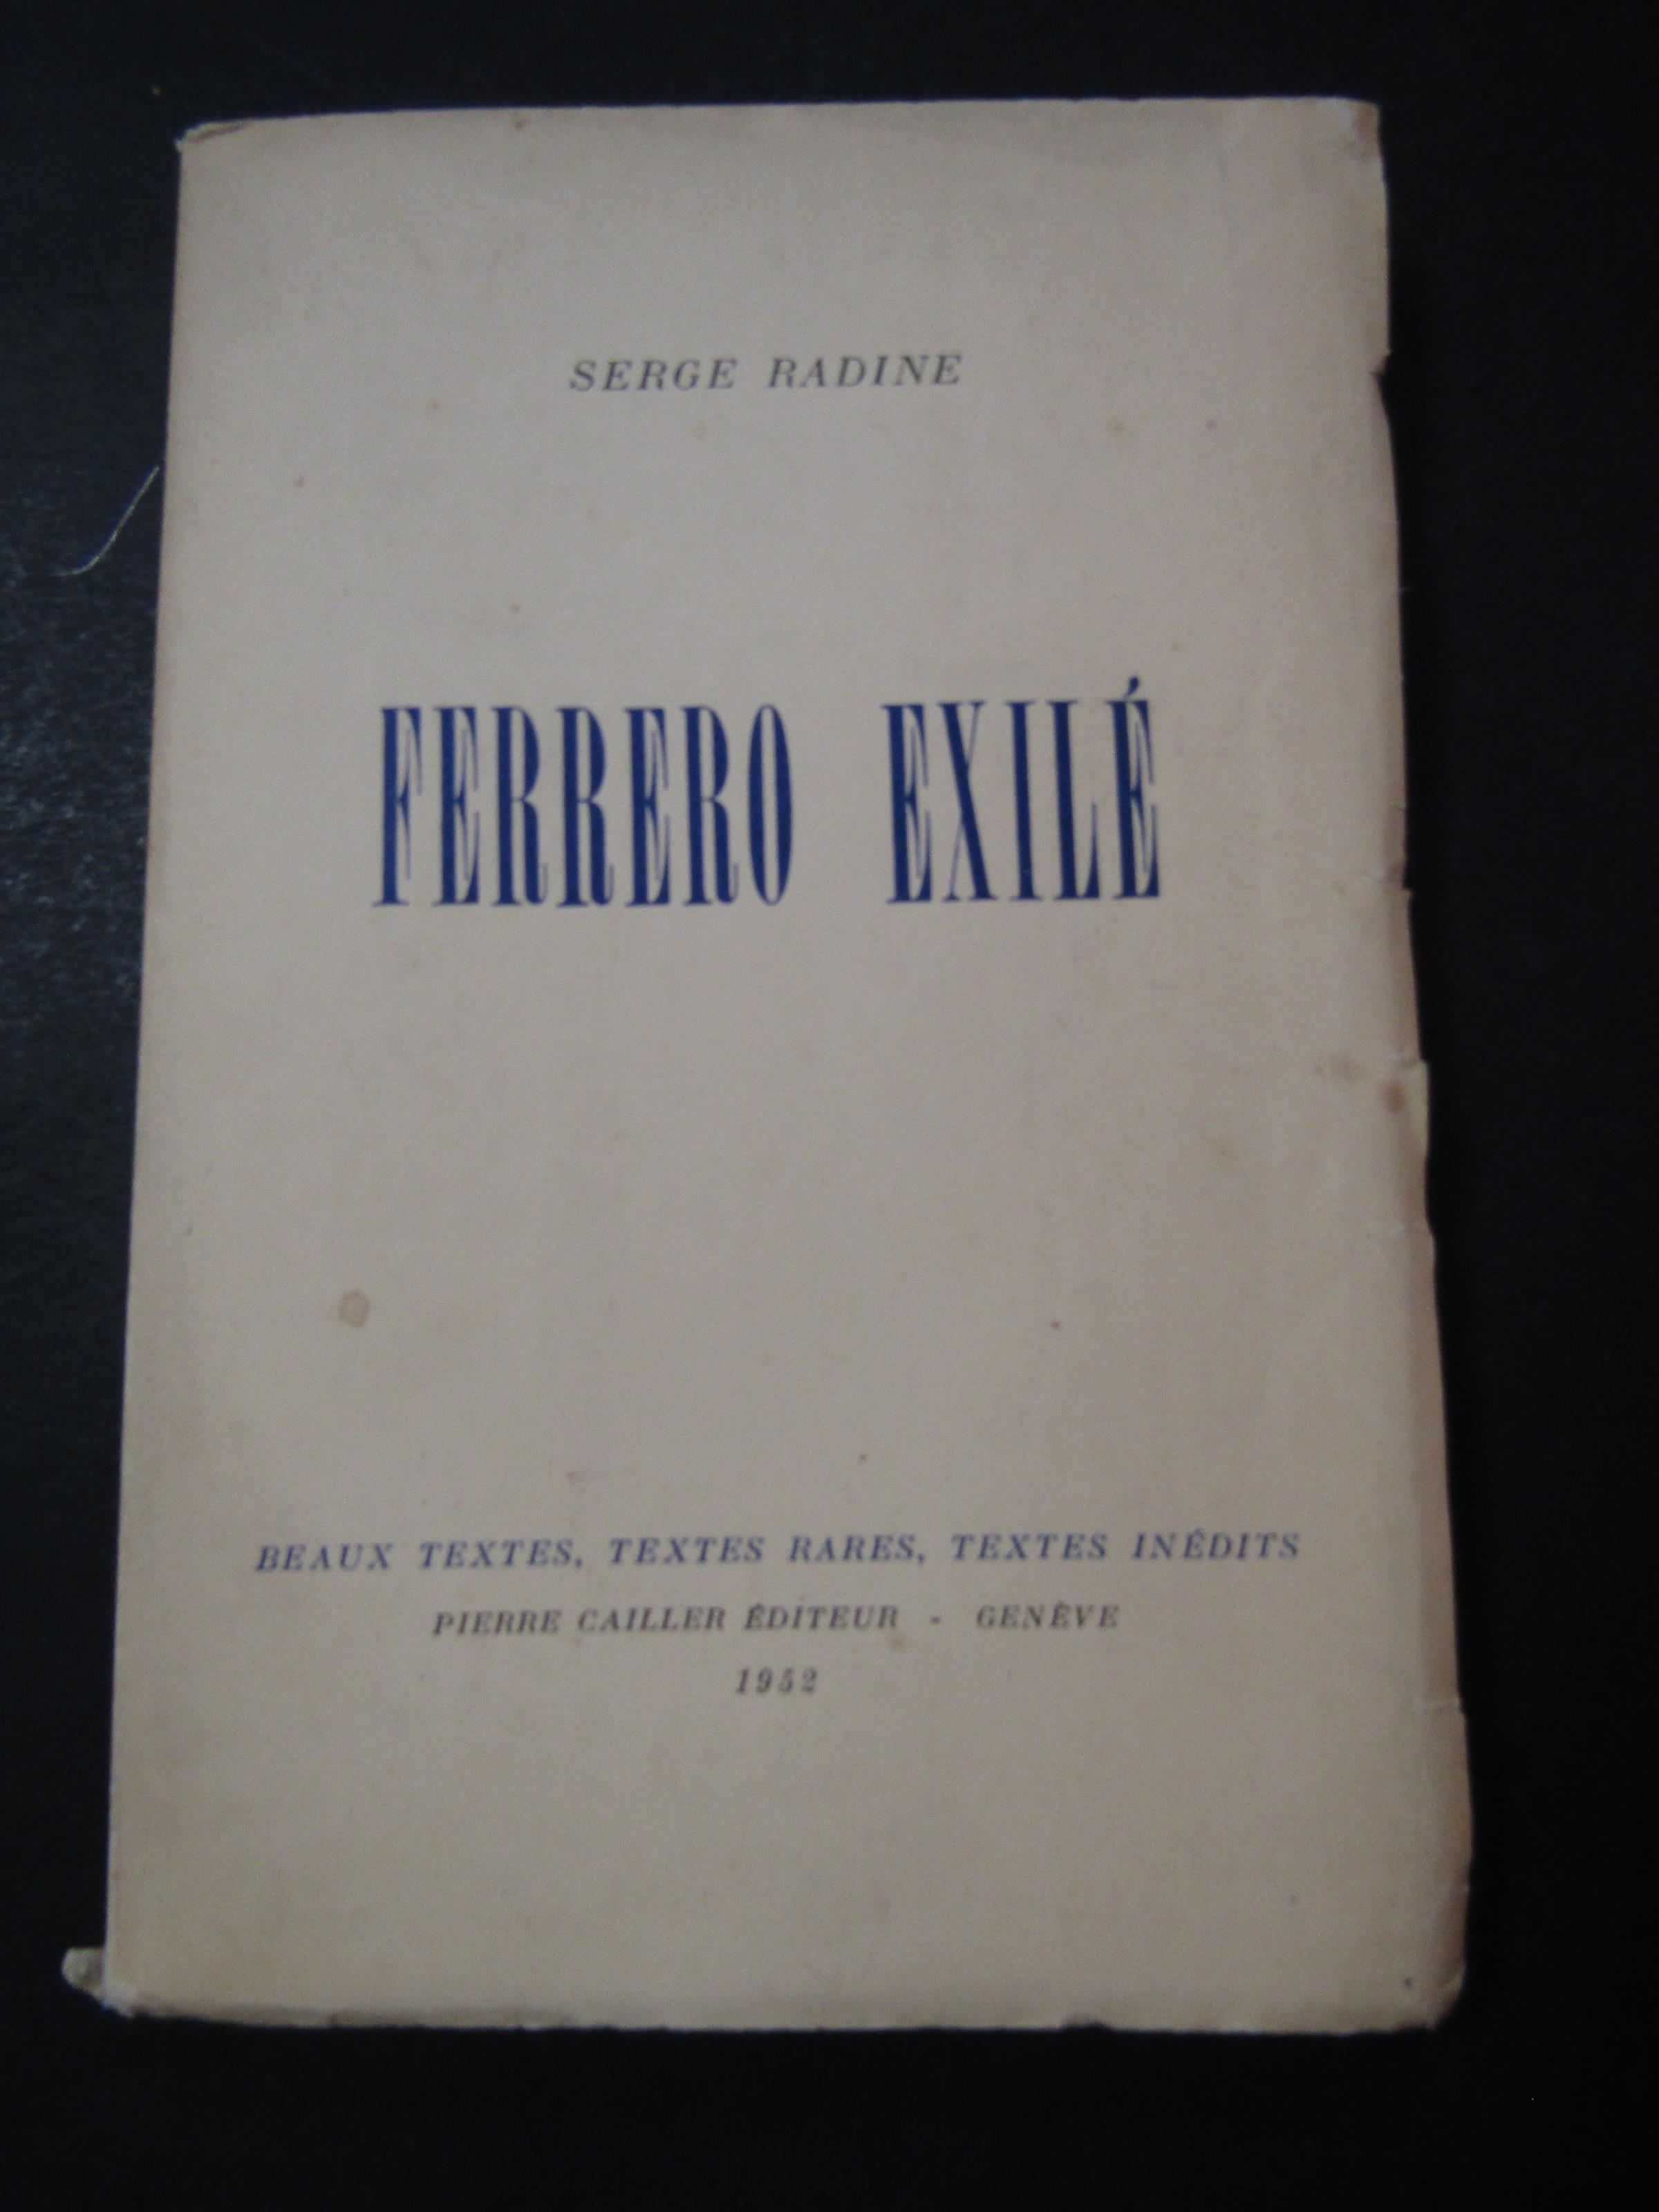 SERGE RADINE
FERRERO EXILÉ
BEAUX TEXTES, TEXTES RARES, TEXTES INÉDITS
PIERRE CAILLER ÉDITEUR - GENÈVE
1952